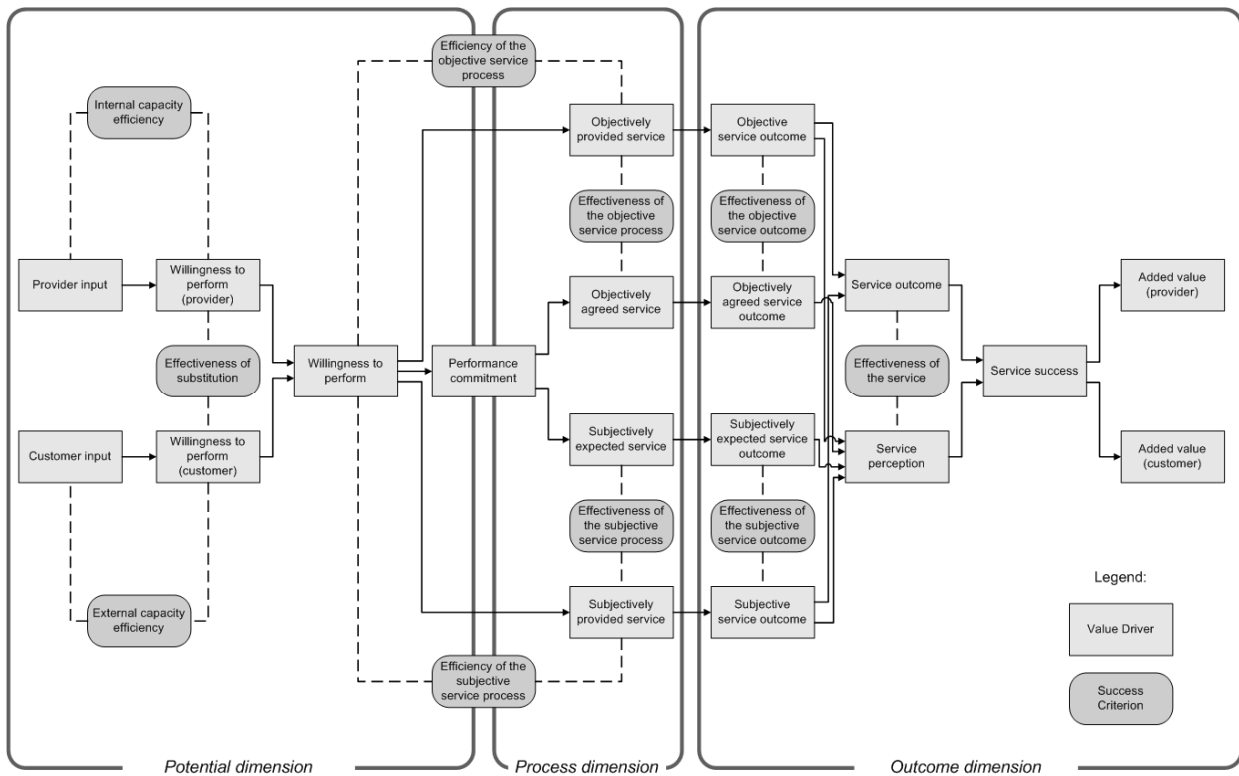 Efficiency of the
objective service
process
Internal capacity
efficiency
Objectively
provided service
Objective
service outcome
Effectiveness of
the objective
service process
Effectiveness of
the objective
service outcome
Provider input
Willingness to
perform
(provider)
Objectively
agreed service
Objectively
agreed service
outcome
Service outcome
Added value
(provider)
Effectiveness of
substitution
Willingness to
perform
Performance
commitment
Effectiveness of
the service
Service success
Customer input
Willingness to
perform
(customer)
Subjectively
expected service
Subjectively
expected service
outcome
Service
perception
Added value
(customer)
Effectiveness of
the subjective
service process
Effectiveness of
the subjective
service outcome
External capacity
efficiency
Subjectively
provided service
Subjective
service outcome
Efficiency of the
subjective
service process
Legend:
Value Driver
Success
Criterion
Potential dimension
Process dimension
Outcome dimension